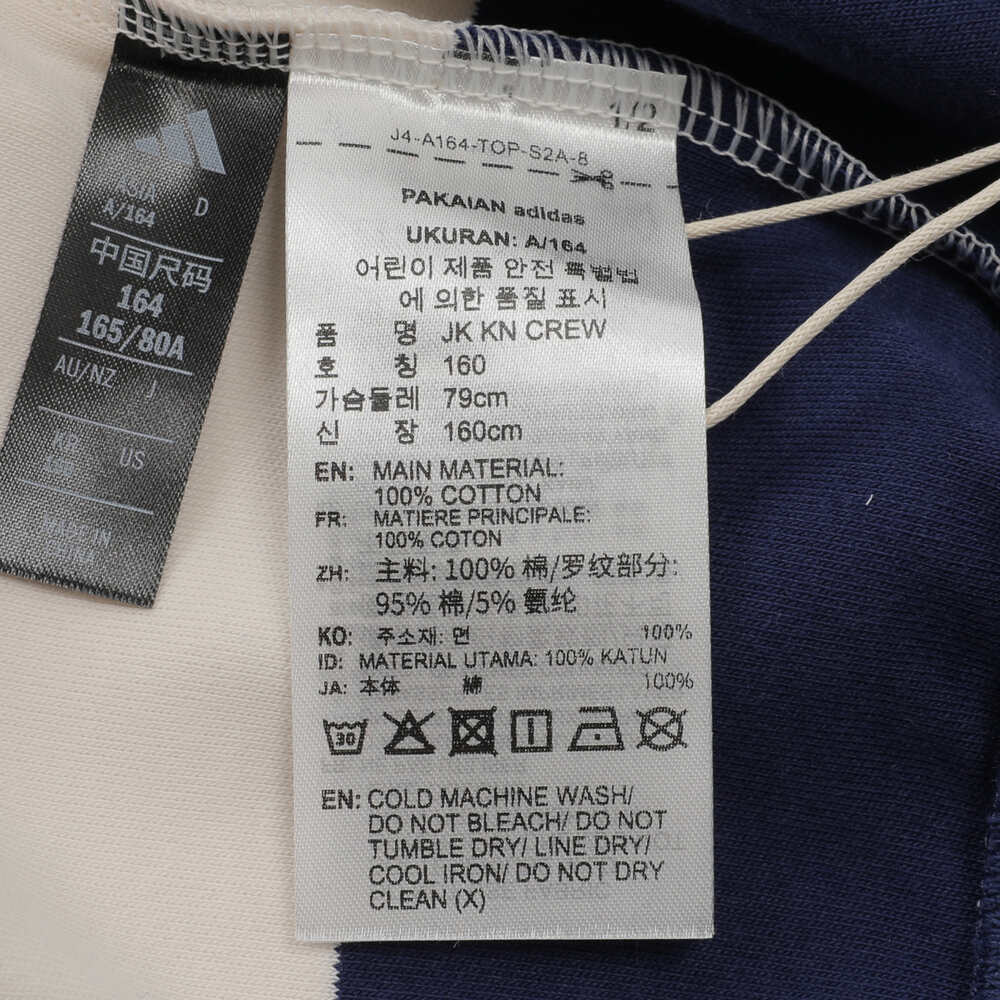 ASIA D
A/164
中国尺码
164
165/80A
AU/NZ J
KR US
1/2
J4-A164-TOP-S2A-8
PAKAIAN adidas
UKURAN: A/164
어린이 제품 안전 특별법
에 의한 품질 표시
품 명 JK KN CREW
호 칭 160
가슴둘레 79cm
신 장 160cm
EN: MAIN MATERIAL:
100% COTTON
FR: MATIERE PRINCIPALE:
100% COTON
ZH: 主料: 100% 棉/罗纹部分:
95% 棉/5% 氨纶
KO: 주소재: 면 100%
ID: MATERIAL UTAMA: 100% KATUN
JA: 本体 綿 100%
30
EN: COLD MACHINE WASH/
DO NOT BLEACH/ DO NOT
TUMBLE DRY/ LINE DRY/
COOL IRON/ DO NOT DRY
CLEAN (X)